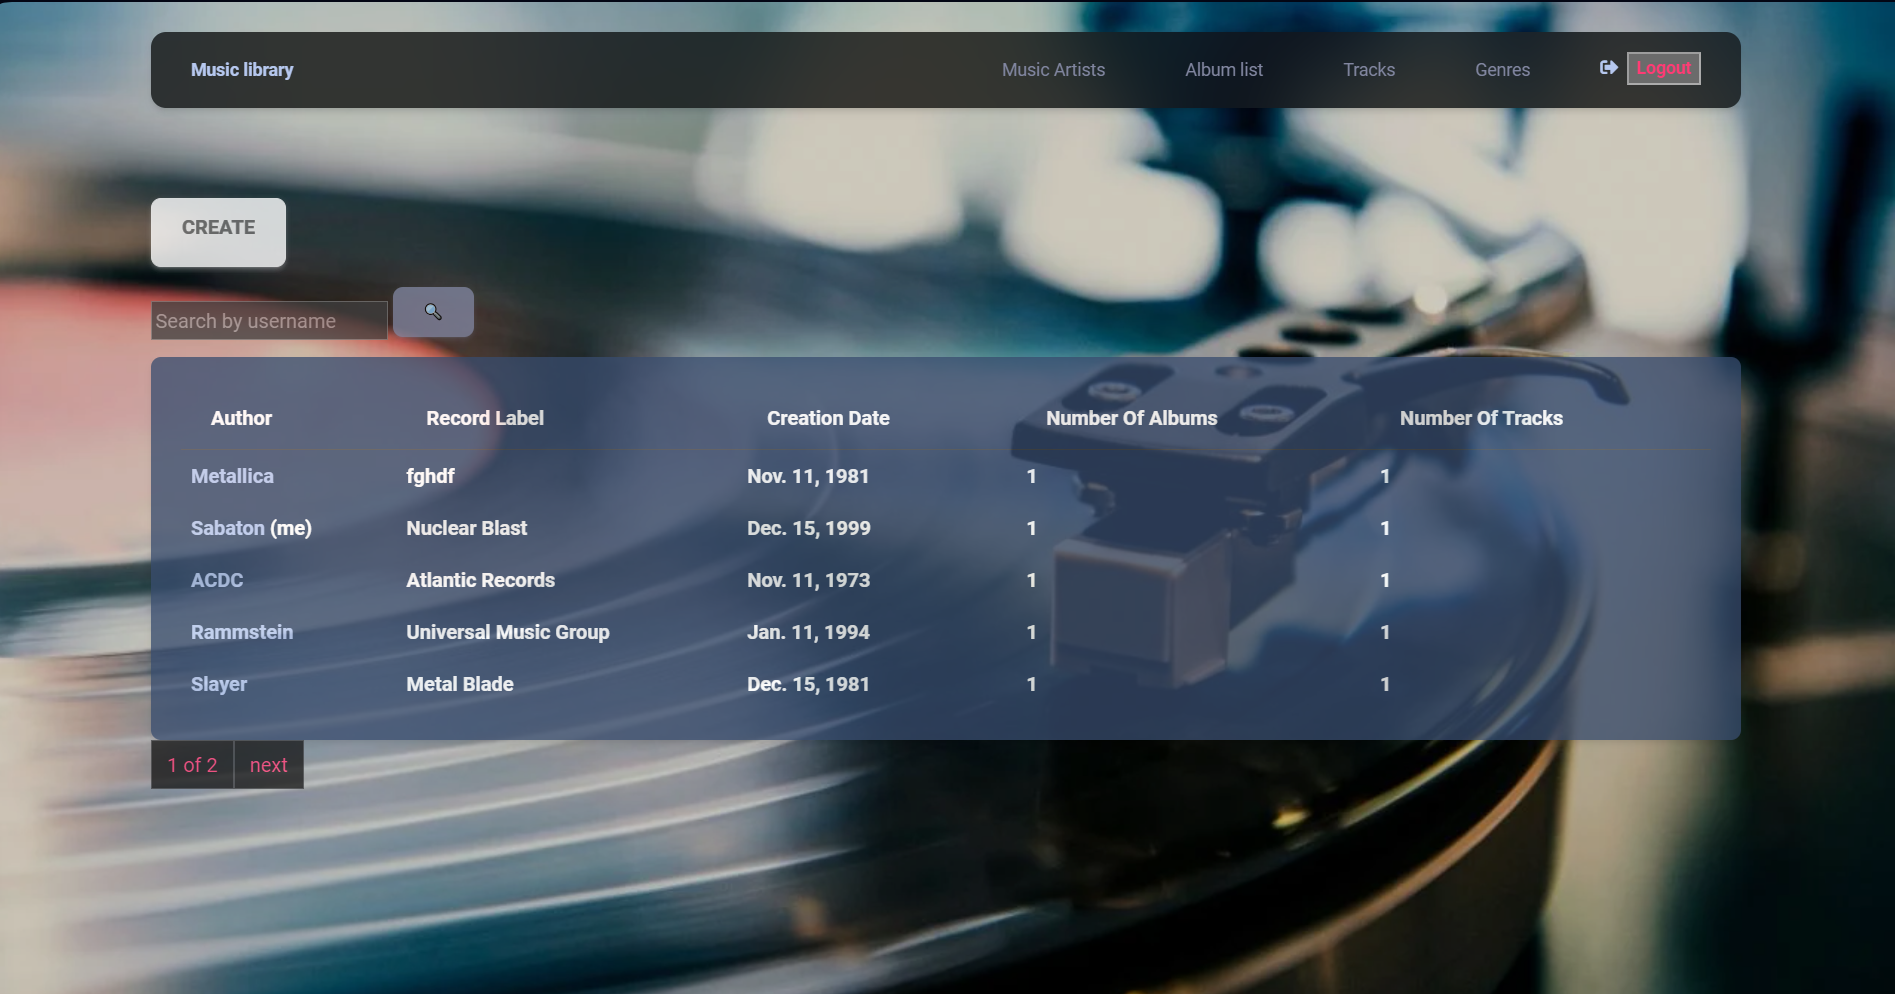 Music library Music Artists Album list Tracks Genres Logout
CREATE
Search by username
Author Record Label Creation Date Number Of Albums Number Of Tracks
Metallica fghdf Nov. 11, 1981 1 1
Sabaton (me) Nuclear Blast Dec. 15, 1999 1 1
ACDC Atlantic Records Nov. 11, 1973 1 1
Rammstein Universal Music Group Jan. 11, 1994 1 1
Slayer Metal Blade Dec. 15, 1981 1 1
1 of 2 next